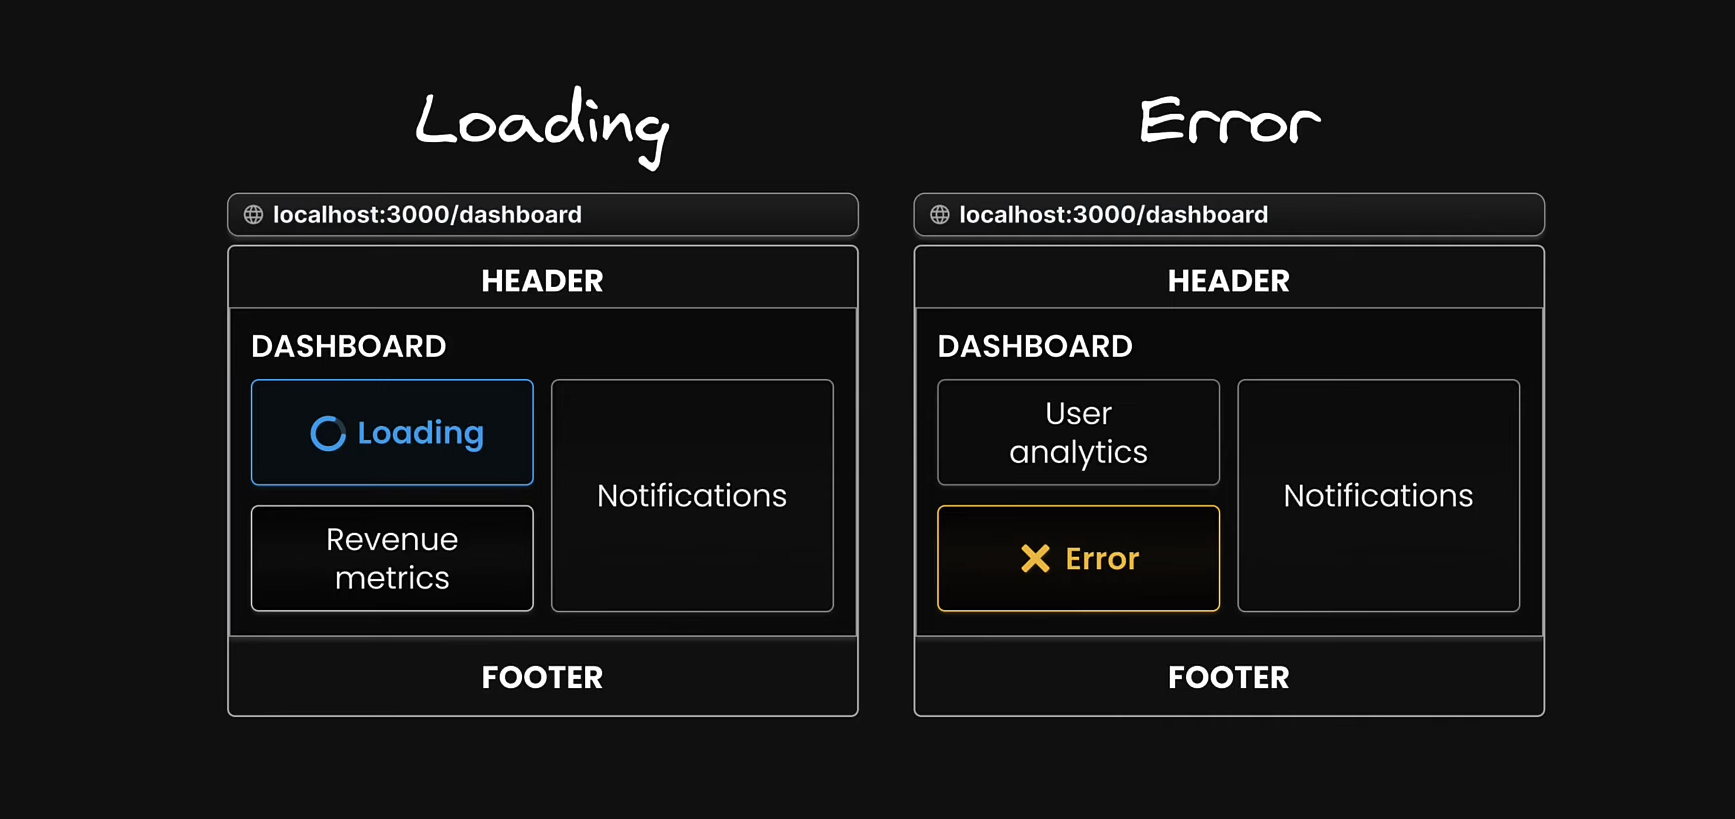 Loading
localhost:3000/dashboard
HEADER
DASHBOARD
Loading
Revenue
metrics
Notifications
FOOTER
Error
localhost:3000/dashboard
HEADER
DASHBOARD
User
analytics
Error
Notifications
FOOTER